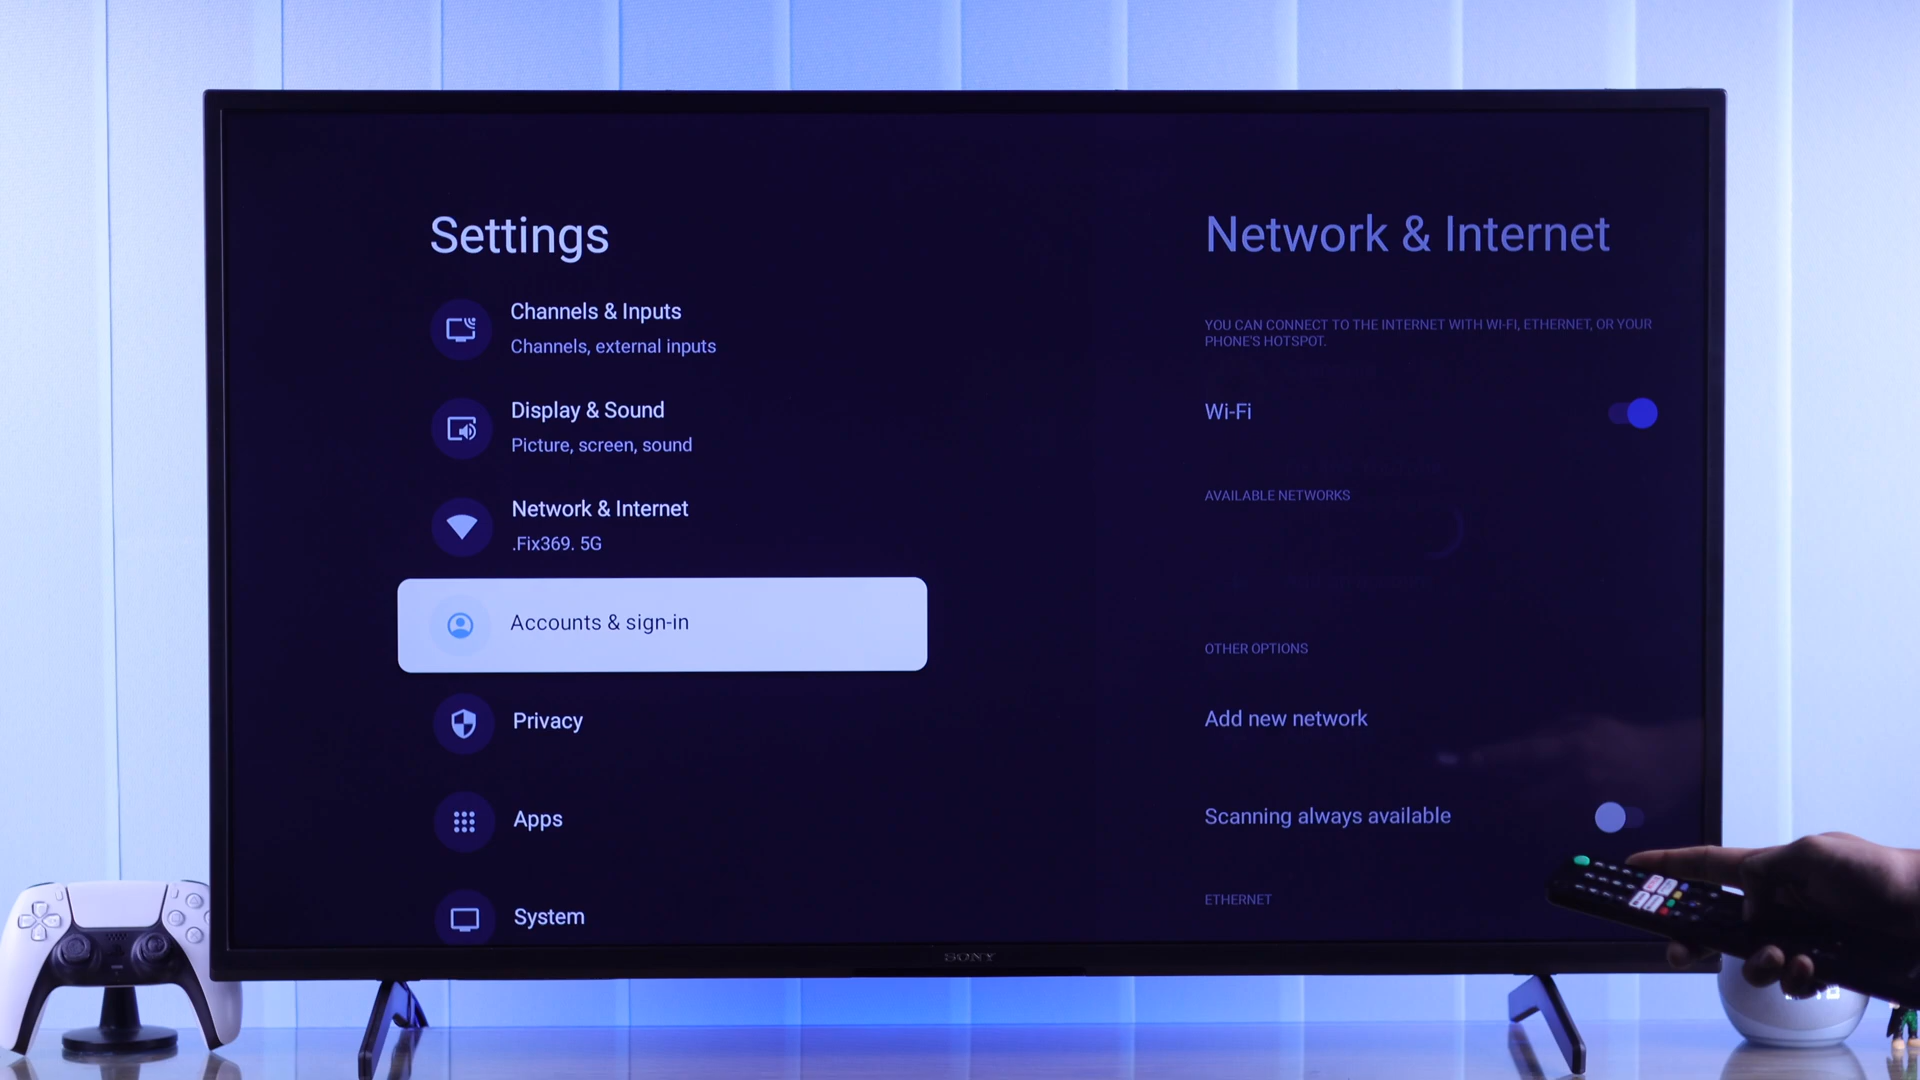 Settings
Channels & Inputs
Channels, external inputs
Display & Sound
Picture, screen, sound
Network & Internet
.Fix369. 5G
Accounts & sign-in
Privacy
Apps
System
Network & Internet
YOU CAN CONNECT TO THE INTERNET WITH WI-FI, ETHERNET, OR YOUR
PHONE'S HOTSPOT.
Wi-Fi
AVAILABLE NETWORKS
OTHER OPTIONS
Add new network
Scanning always available
ETHERNET
SONY